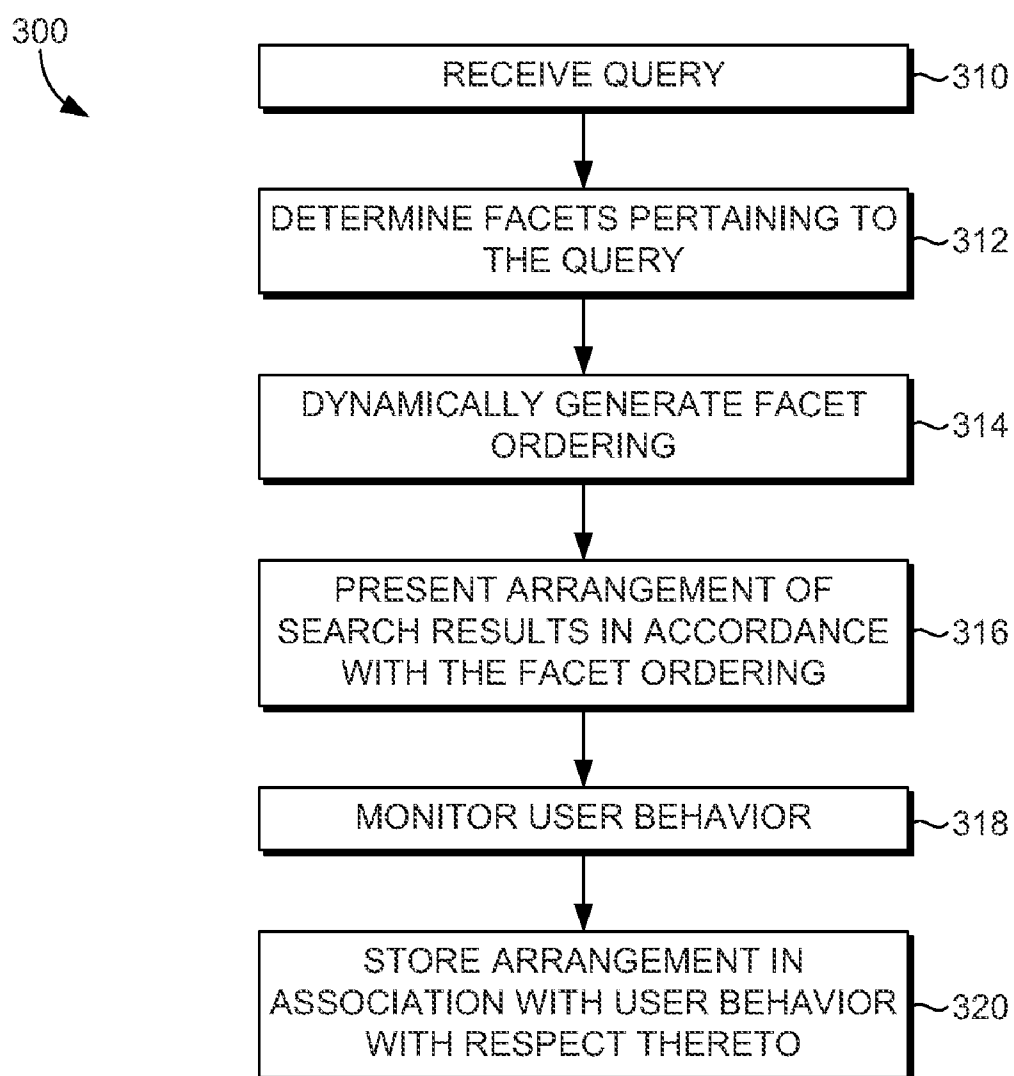 300
RECEIVE QUERY
310
DETERMINE FACETS PERTAINING TO
THE QUERY
312
DYNAMICALLY GENERATE FACET
ORDERING
314
PRESENT ARRANGEMENT OF
SEARCH RESULTS IN ACCORDANCE
WITH THE FACET ORDERING
316
MONITOR USER BEHAVIOR
318
STORE ARRANGEMENT IN
ASSOCIATION WITH USER BEHAVIOR
WITH RESPECT THERETO
320